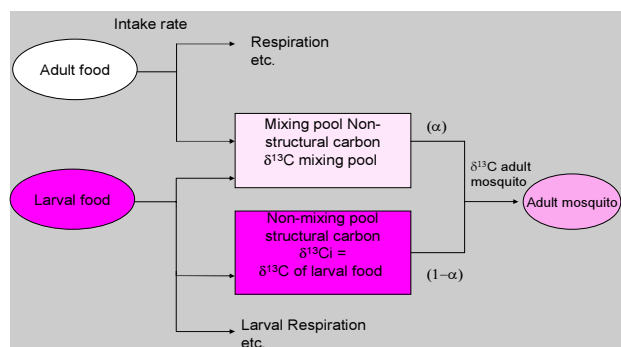 Intake rate
Respiration
etc.
Adult food
Mixing pool Non-
structural carbon
δ¹³C mixing pool
(α)
δ¹³C adult
mosquito
Larval food
Adult mosquito
Non-mixing pool
structural carbon
δ¹³Ci =
δ¹³C of larval food
(1−α)
Larval Respiration
etc.